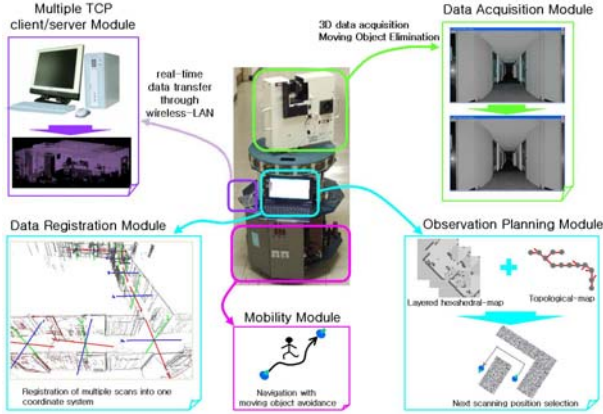 Multiple TCP
client/server Module
real-time
data transfer
through
wireless-LAN
3D data acquisition
Moving Object Elimination
Data Acquisition Module
Data Registration Module
Registration of multiple scans into one
coordinate system
Mobility Module
Navigation with
moving object avoidance
Observation Planning Module
Layered hexahedral-map
Topological-map
Next scanning position selection